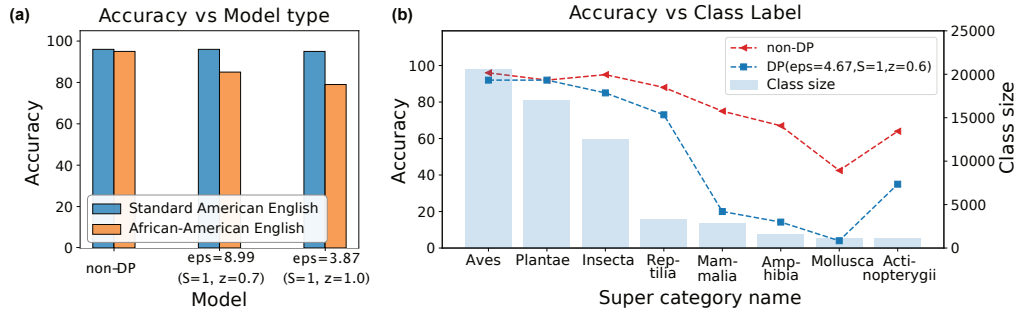 (a)
Accuracy vs Model type
100
80
60
40
20
0
Accuracy
Standard American English
African-American English
non-DP
eps=8.99
(S=1, z=0.7)
eps=3.87
(S=1, z=1.0)
Model
(b)
Accuracy vs Class Label
100
80
60
40
20
0
Accuracy
non-DP
DP(eps=4.67,S=1,z=0.6)
Class size
25000
20000
15000
10000
5000
0
Class size
Aves
Plantae
Insecta
Rep-
tilia
Mam-
malia
Amp-
hibia
Mollusca
Acti-
nopterygii
Super category name